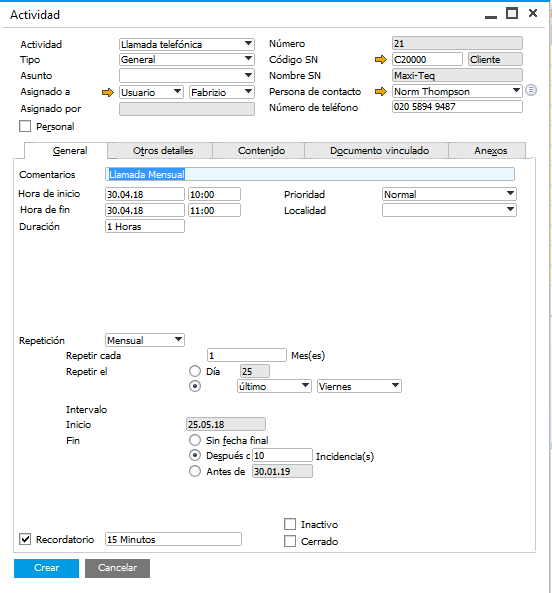 Actividad
Actividad Llamada telefónica Número 21
Tipo General Código SN C20000 Cliente
Asunto Nombre SN Maxi-Teq
Asignado a Usuario Fabrizio Persona de contacto Norm Thompson
Asignado por Número de teléfono 020 5894 9487
Personal
General Otros detalles Contenido Documento vinculado Anexos
Comentarios Llamada Mensual
Hora de inicio 30.04.18 10:00 Prioridad Normal
Hora de fin 30.04.18 11:00 Localidad
Duración 1 Horas
Repetición Mensual
Repetir cada 1 Mes(es)
Repetir el Día 25
último Viernes
Intervalo
Inicio 25.05.18
Fin Sin fecha final
Después c 10 Incidencia(s)
Antes de 30.01.19
Inactivo
Recordatorio 15 Minutos Cerrado
Crear Cancelar